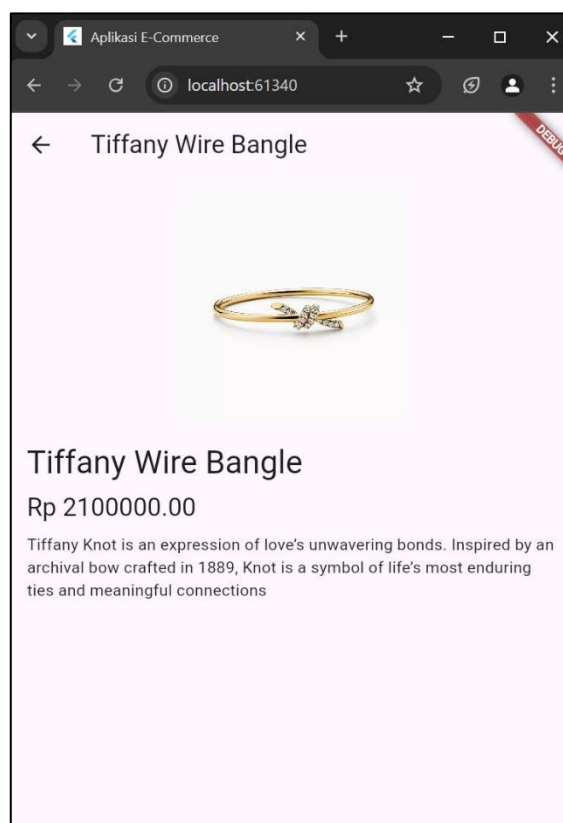 Aplikasi E-Commerce
localhost:61340
Tiffany Wire Bangle
DEBUG
Tiffany Wire Bangle
Rp 2100000.00
Tiffany Knot is an expression of love’s unwavering bonds. Inspired by an
archival bow crafted in 1889, Knot is a symbol of life’s most enduring
ties and meaningful connections